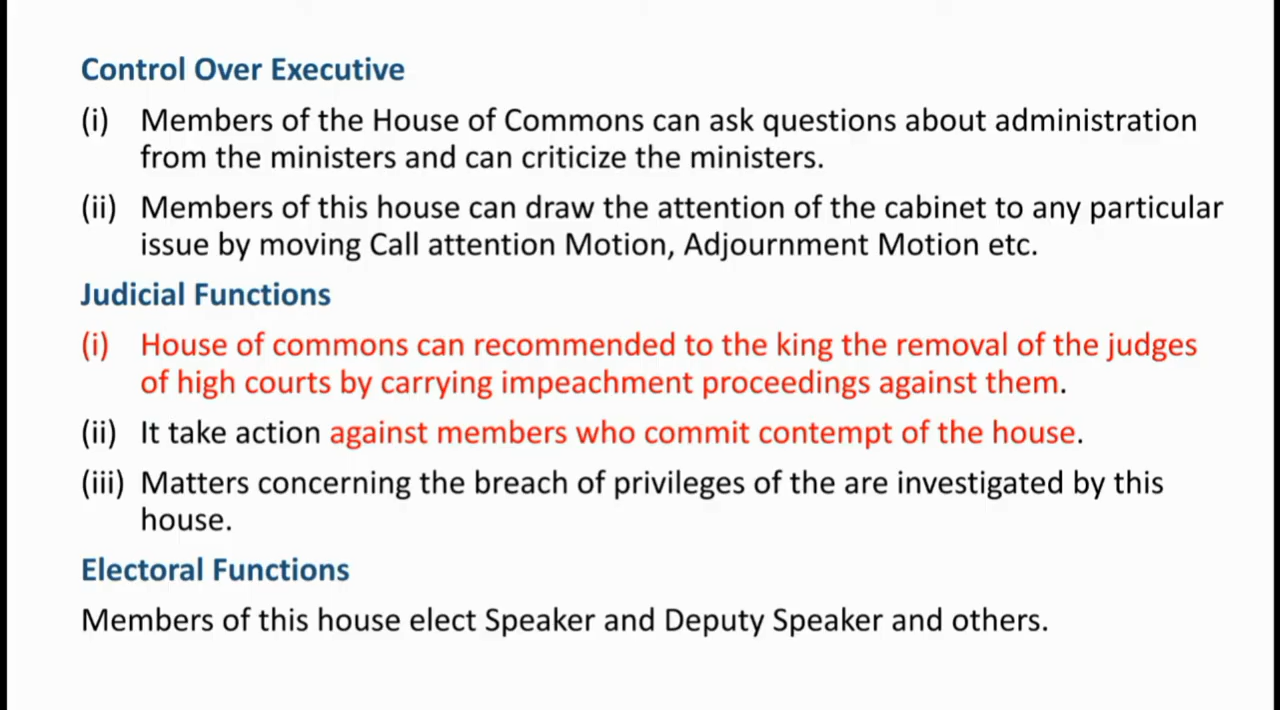 Control Over Executive
(i) Members of the House of Commons can ask questions about administration
from the ministers and can criticize the ministers.
(ii) Members of this house can draw the attention of the cabinet to any particular
issue by moving Call attention Motion, Adjournment Motion etc.
Judicial Functions
(i) House of commons can recommended to the king the removal of the judges
of high courts by carrying impeachment proceedings against them.
(ii) It take action against members who commit contempt of the house.
(iii) Matters concerning the breach of privileges of the are investigated by this
house.
Electoral Functions
Members of this house elect Speaker and Deputy Speaker and others.